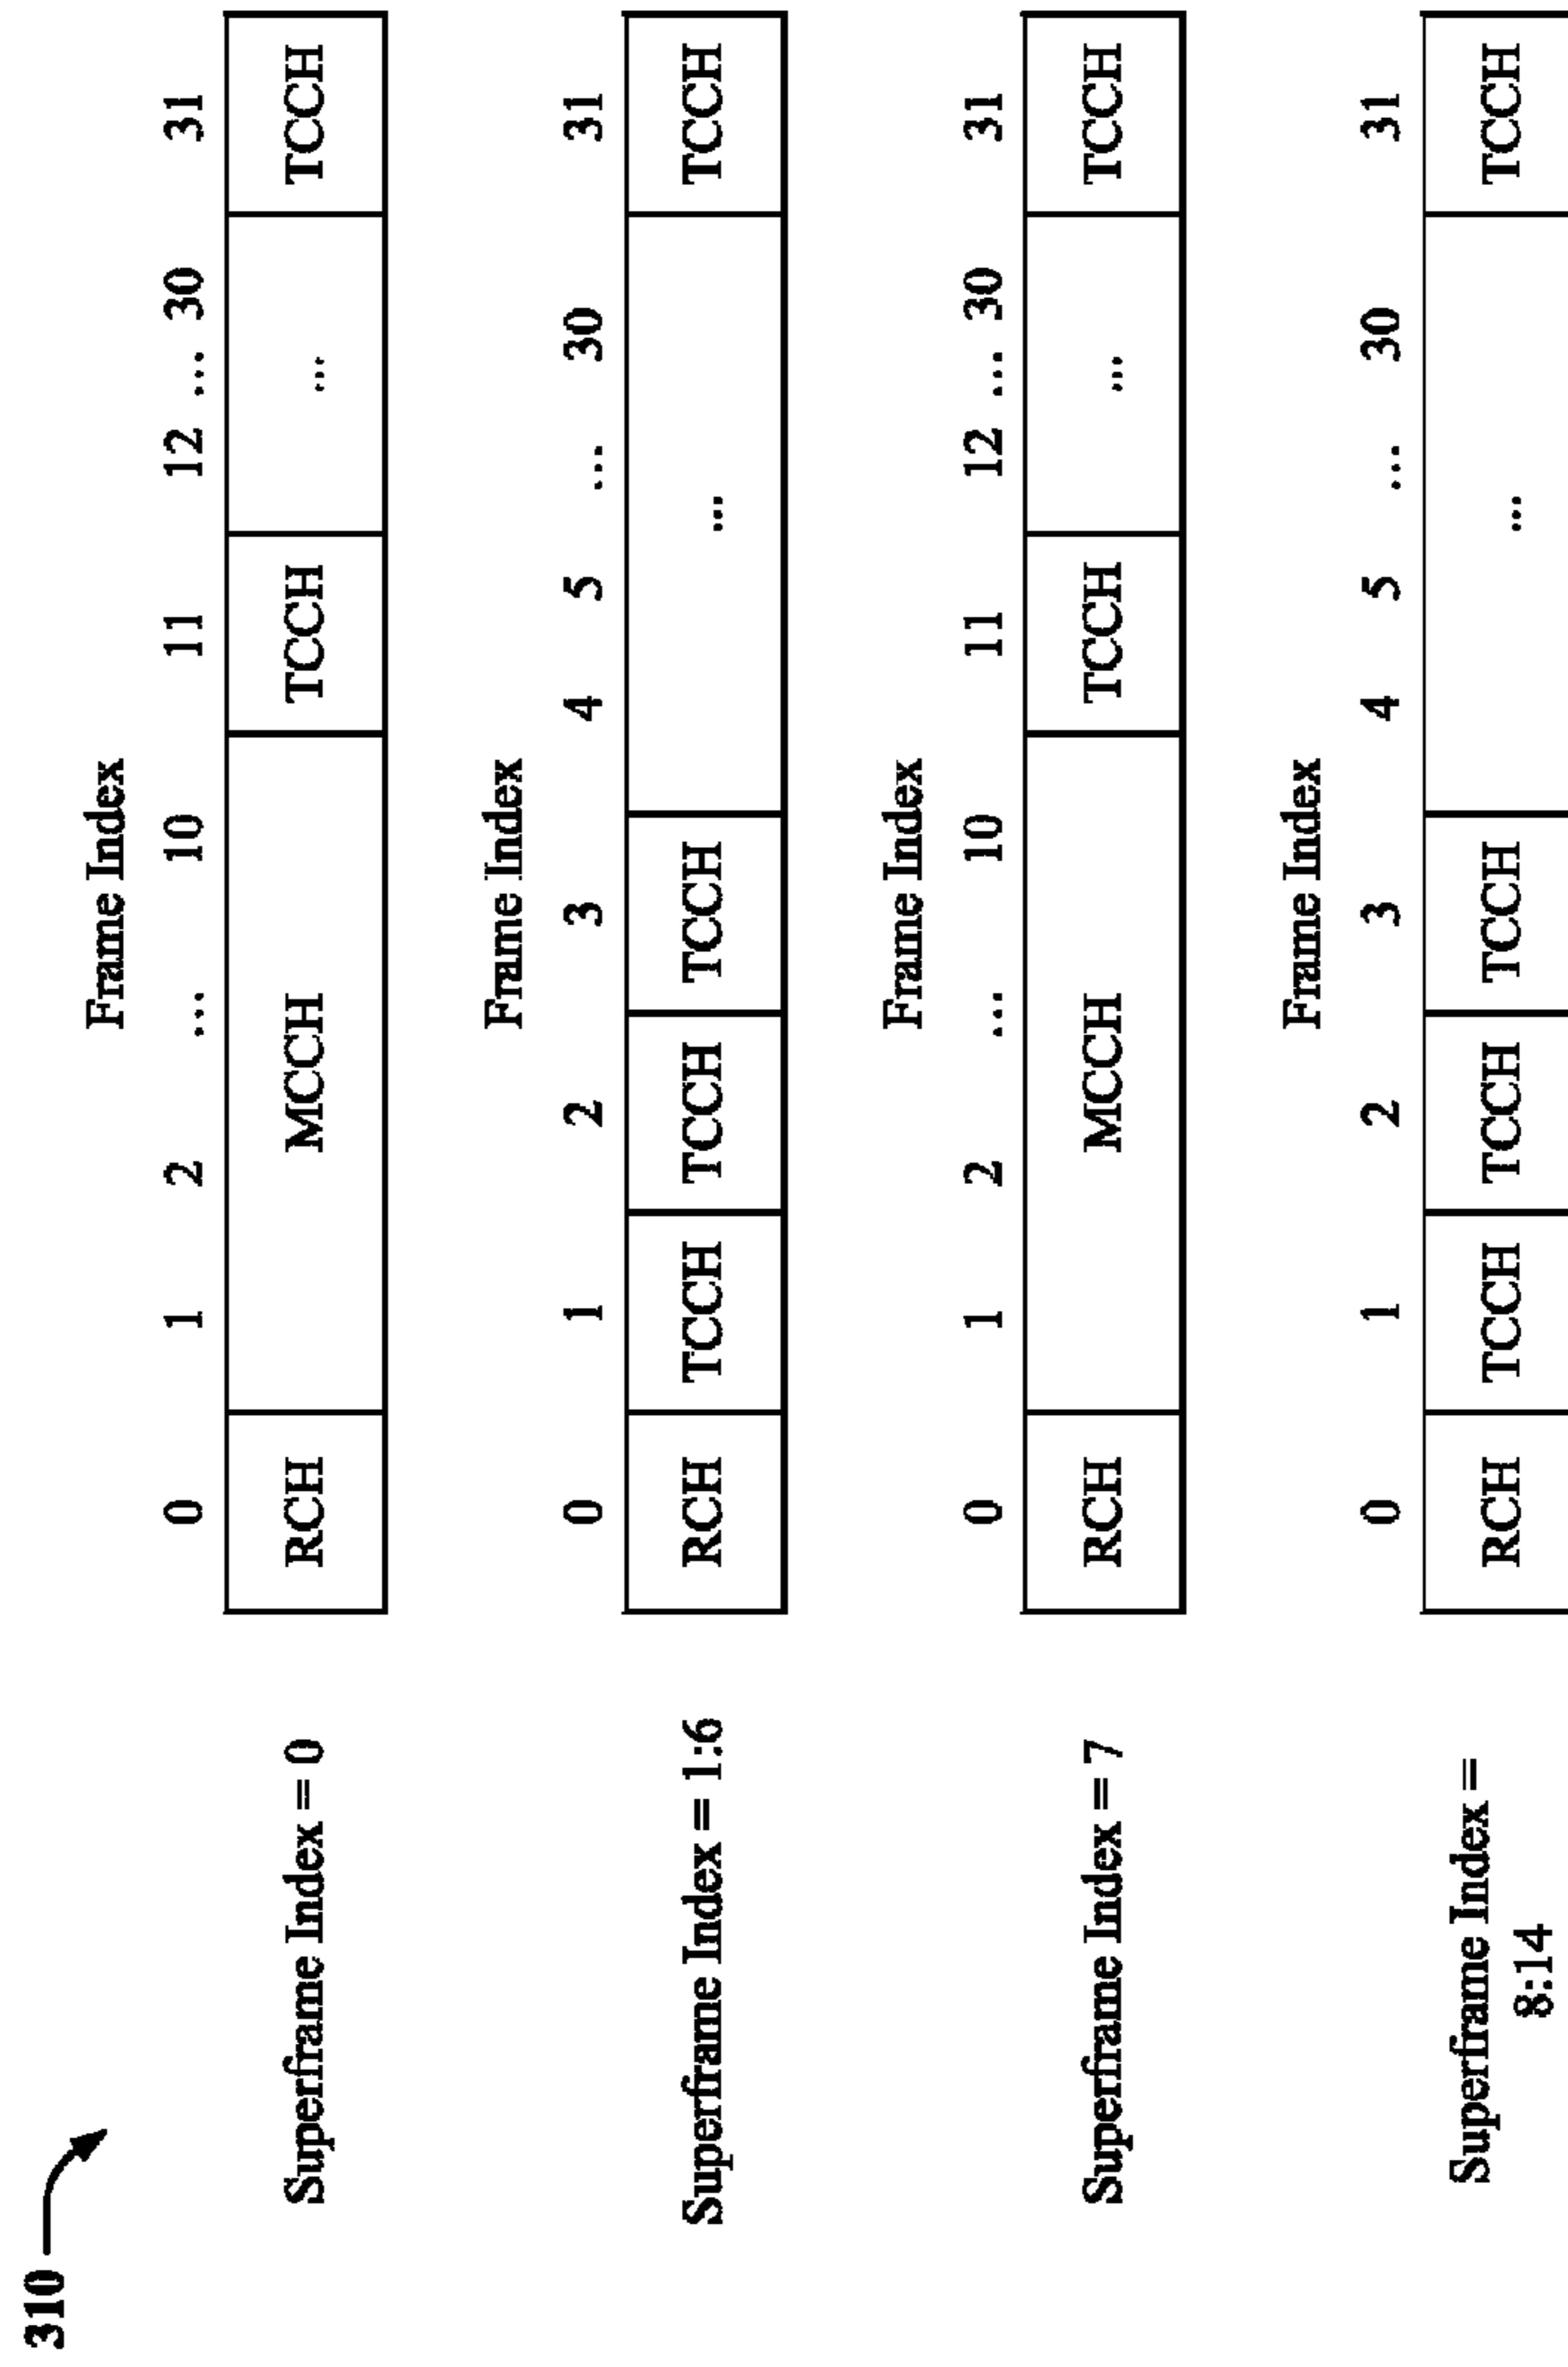 310
Frame Index
0 1 2 ... 10 11 12 ... 30 31
Superframe Index = 0
RCH MCCH TCCH ... TCCH
Frame Index
0 1 2 3 4 5 ... 30 31
Superframe Index = 1:6
RCH TCCH TCCH TCCH ... TCCH
Frame Index
0 1 2 ... 10 11 12 ... 30 31
Superframe Index = 7
RCH MCCH TCCH ... TCCH
Frame Index
0 1 2 3 4 5 ... 30 31
Superframe Index =
8:14
RCH TCCH TCCH TCCH ... TCCH